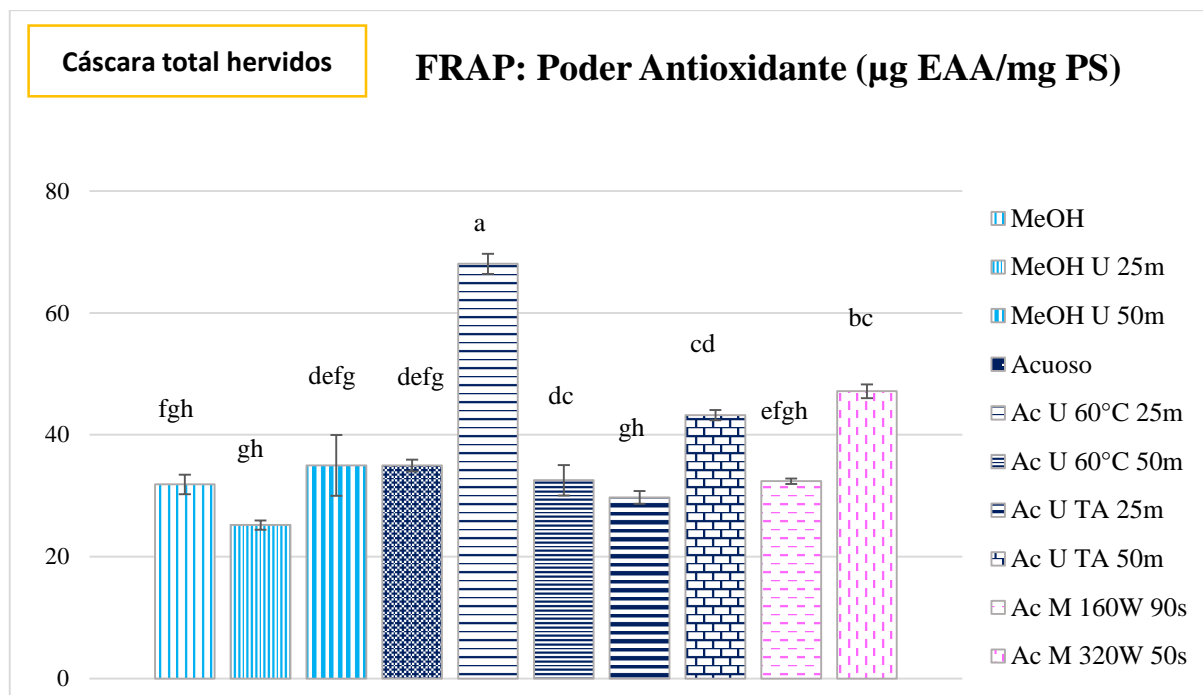 Cáscara total hervidos
FRAP: Poder Antioxidante (µg EAA/mg PS)
80
60
40
20
0
fgh
gh
defg
defg
a
dc
gh
cd
efgh
bc
MeOH
MeOH U 25m
MeOH U 50m
Acuoso
Ac U 60°C 25m
Ac U 60°C 50m
Ac U TA 25m
Ac U TA 50m
Ac M 160W 90s
Ac M 320W 50s